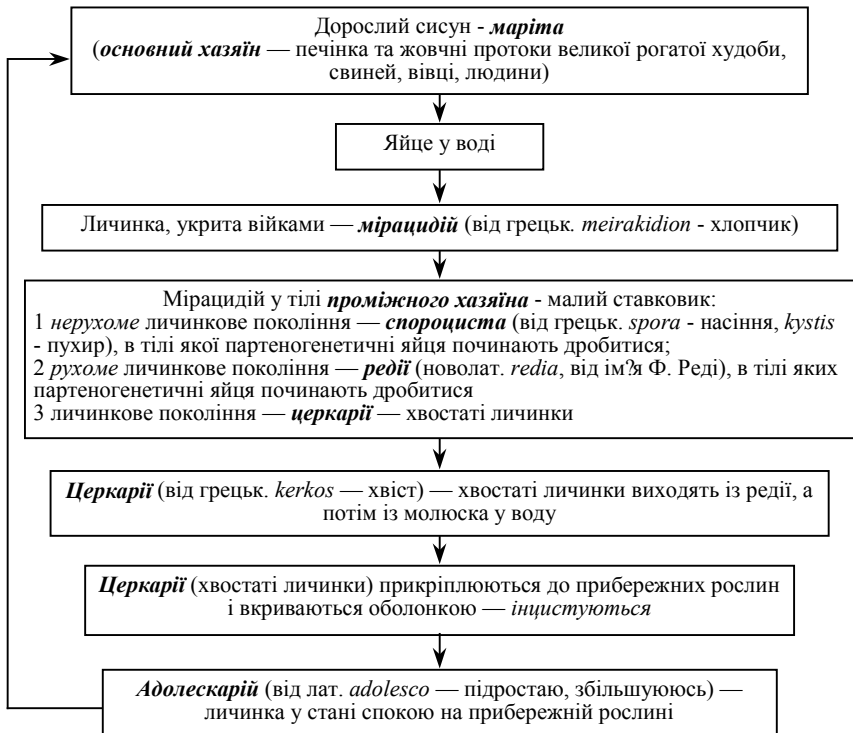 Дорослий сисун - маріта
(основний хазяїн — печінка та жовчні протоки великої рогатої худоби,
свиней, вівці, людини)
Яйце у воді
Личинка, укрита війками — мірацидій (від грецьк. meirakidion - хлопчик)
Мірацидій у тілі проміжного хазяїна - малий ставковик:
1 нерухоме личинкове покоління — спороциста (від грецьк. spora - насіння, kystis
- пухир), в тілі якої партеногенетичні яйця починають дробитися;
2 рухоме личинкове покоління — редії (новолат. redia, від ім?я Ф. Реді), в тілі яких
партеногенетичні яйця починають дробитися
3 личинкове покоління — церкарії — хвостаті личинки
Церкарії (від грецьк. kerkos — хвіст) — хвостаті личинки виходять із редії, а
потім із молюска у воду
Церкарії (хвостаті личинки) прикріплюються до прибережних рослин
і вкриваються оболонкою — інцистуються
Адолескарій (від лат. adolesco — підростаю, збільшуююсь) —
личинка у стані спокою на прибережній рослині